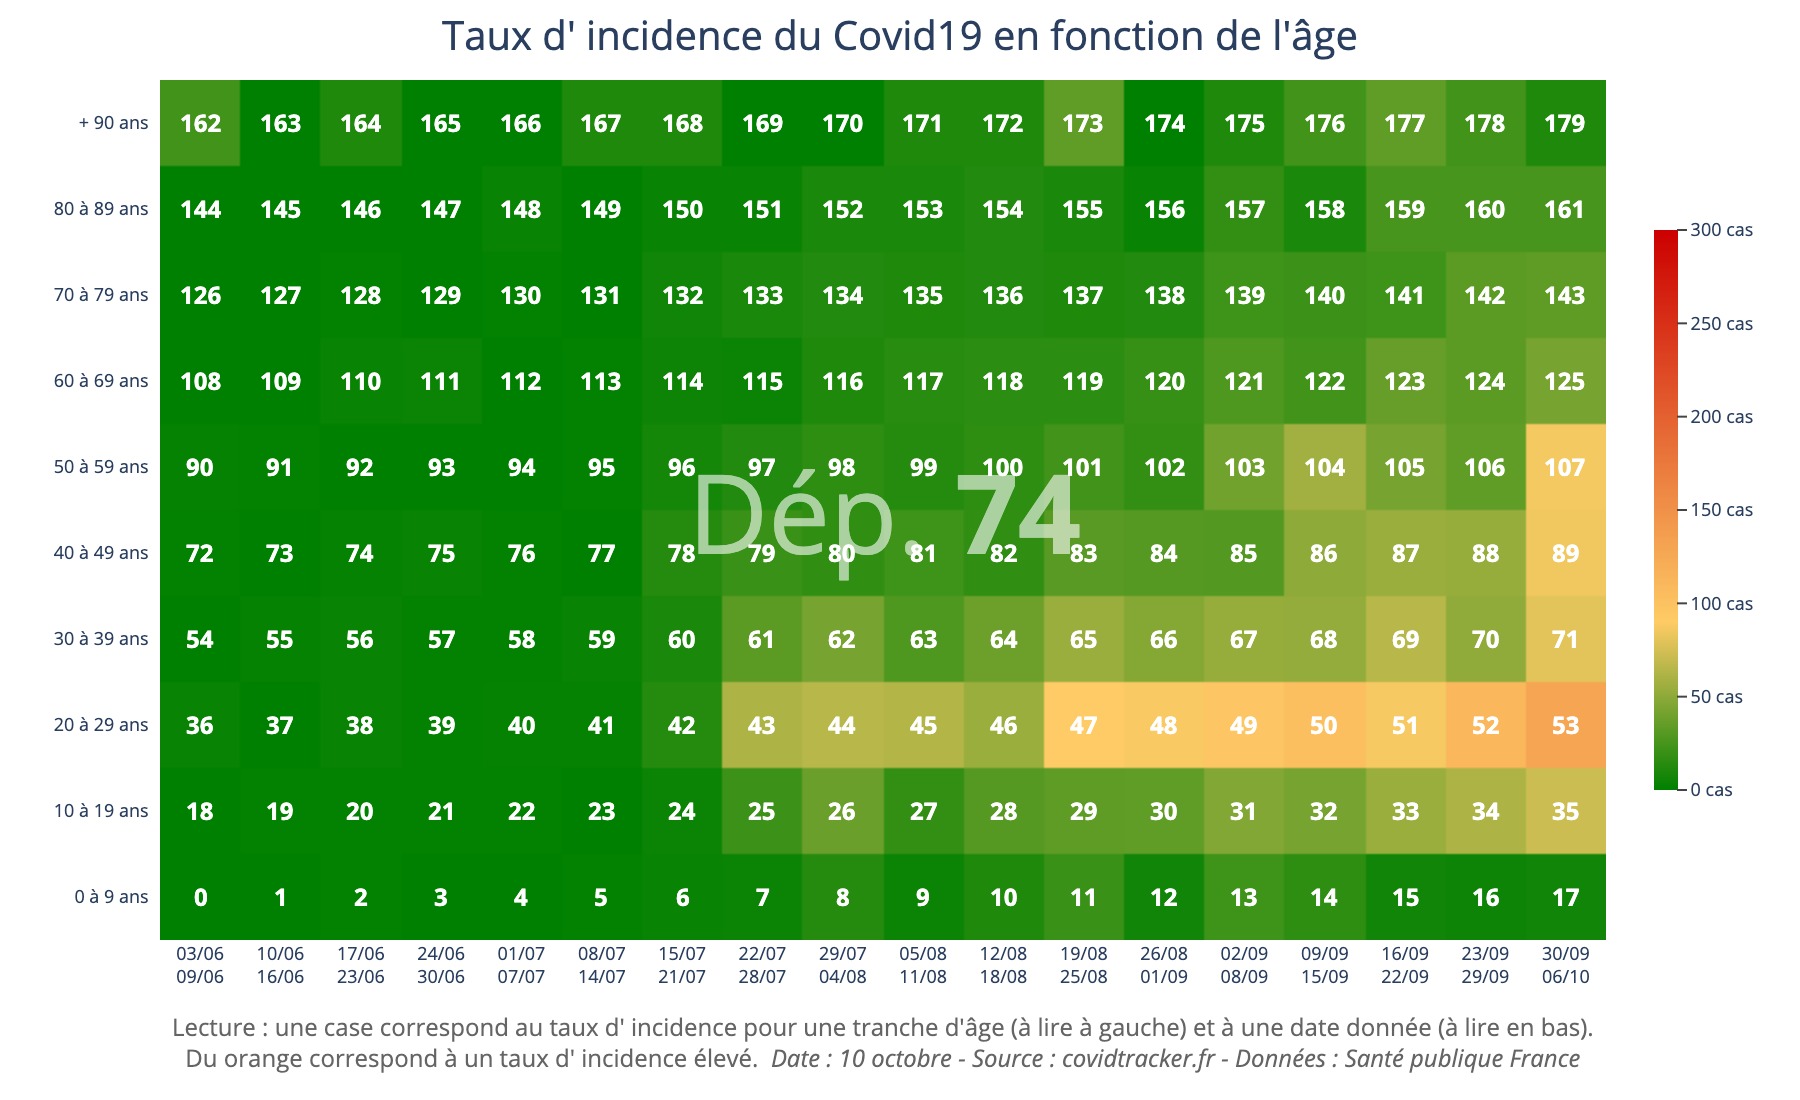 Taux d' incidence du Covid19 en fonction de l'âge
+ 90 ans 162 163 164 165 166 167 168 169 170 171 172 173 174 175 176 177 178 179
80 à 89 ans 144 145 146 147 148 149 150 151 152 153 154 155 156 157 158 159 160 161
300 cas
70 à 79 ans 126 127 128 129 130 131 132 133 134 135 136 137 138 139 140 141 142 143
250 cas
60 à 69 ans 108 109 110 111 112 113 114 115 116 117 118 119 120 121 122 123 124 125
200 cas
50 à 59 ans 90 91 92 93 94 95 96 97 98 99 100 101 102 103 104 105 106 107
Dép. 74
150 cas
40 à 49 ans 72 73 74 75 76 77 78 79 80 81 82 83 84 85 86 87 88 89
100 cas
30 à 39 ans 54 55 56 57 58 59 60 61 62 63 64 65 66 67 68 69 70 71
50 cas
20 à 29 ans 36 37 38 39 40 41 42 43 44 45 46 47 48 49 50 51 52 53
0 cas
10 à 19 ans 18 19 20 21 22 23 24 25 26 27 28 29 30 31 32 33 34 35
0 à 9 ans 0 1 2 3 4 5 6 7 8 9 10 11 12 13 14 15 16 17
03/06 10/06 17/06 24/06 01/07 08/07 15/07 22/07 29/07 05/08 12/08 19/08 26/08 02/09 09/09 16/09 23/09 30/09
09/06 16/06 23/06 30/06 07/07 14/07 21/07 28/07 04/08 11/08 18/08 25/08 01/09 08/09 15/09 22/09 29/09 06/10
Lecture : une case correspond au taux d' incidence pour une tranche d'âge (à lire à gauche) et à une date donnée (à lire en bas).
Du orange correspond à un taux d' incidence élevé. Date : 10 octobre - Source : covidtracker.fr - Données : Santé publique France